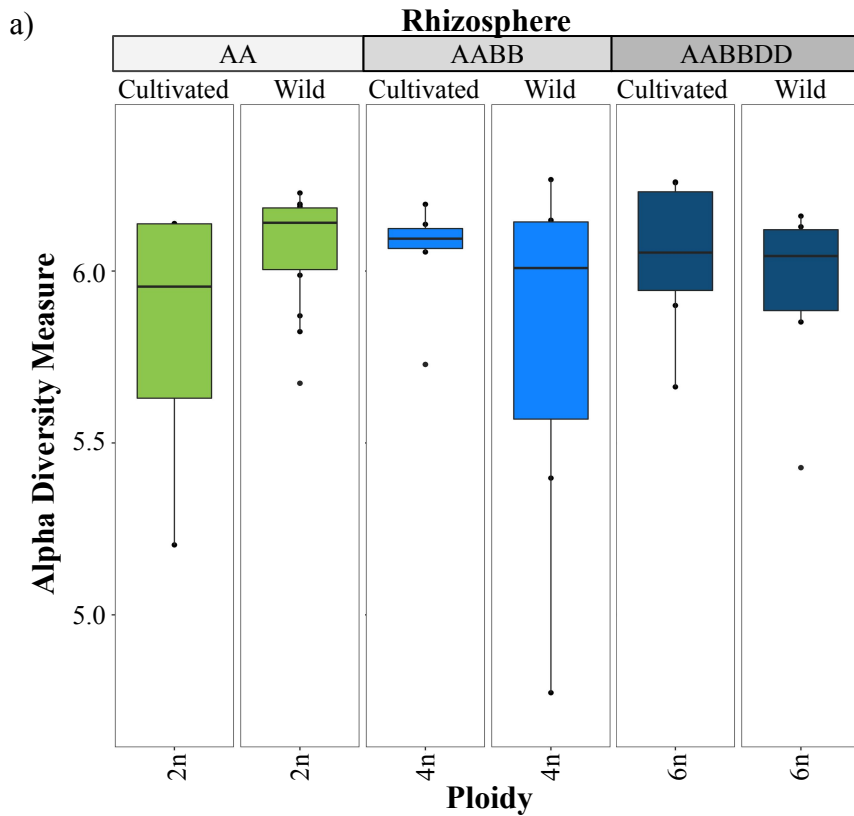 a)
Rhizosphere
AA AABB AABBDD
Cultivated Wild Cultivated Wild Cultivated Wild
Alpha Diversity Measure
6.0
5.5
5.0
2n 2n 4n 4n 6n 6n
Ploidy